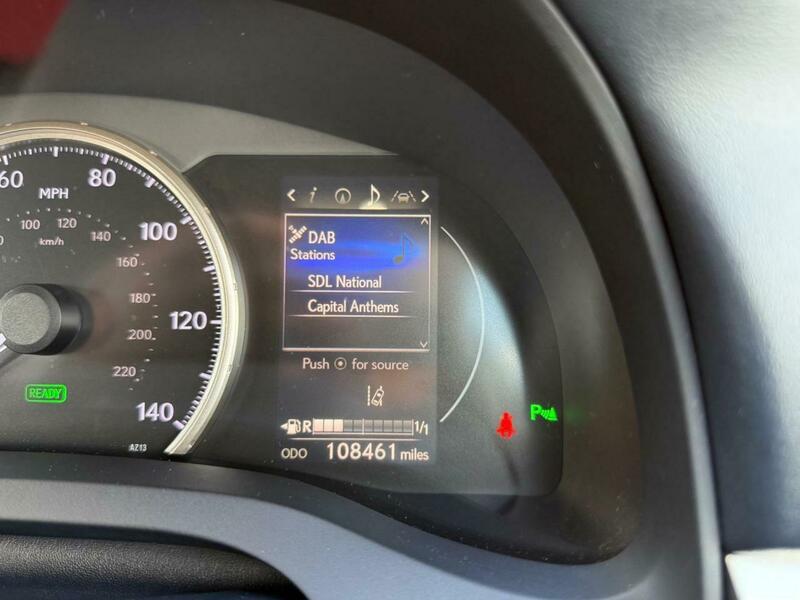 60
80
MPH
100
100
120
140
km/h
160
180
120
200
220
READY
140
AZ13
i
DAB
Stations
SDL National
Capital Anthems
Push for source
R 1/1
ODO 108461 miles
P